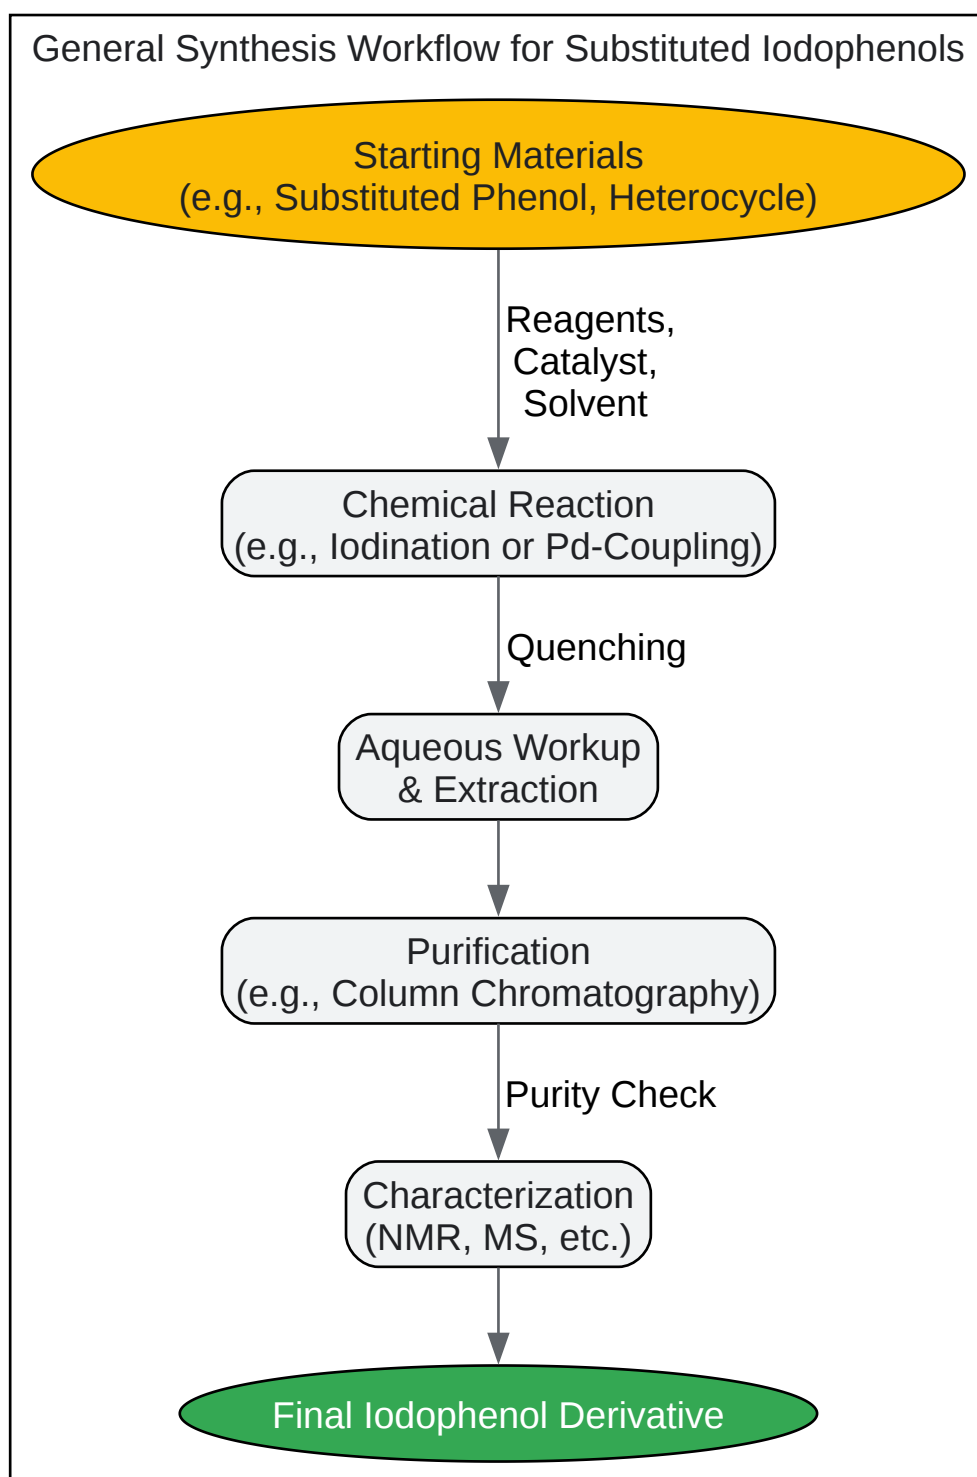 General Synthesis Workflow for Substituted Iodophenols
Starting Materials
(e.g., Substituted Phenol, Heterocycle)
Reagents,
Catalyst,
Solvent
Chemical Reaction
(e.g., Iodination or Pd-Coupling)
Quenching
Aqueous Workup
& Extraction
Purification
(e.g., Column Chromatography)
Purity Check
Characterization
(NMR, MS, etc.)
Final Iodophenol Derivative